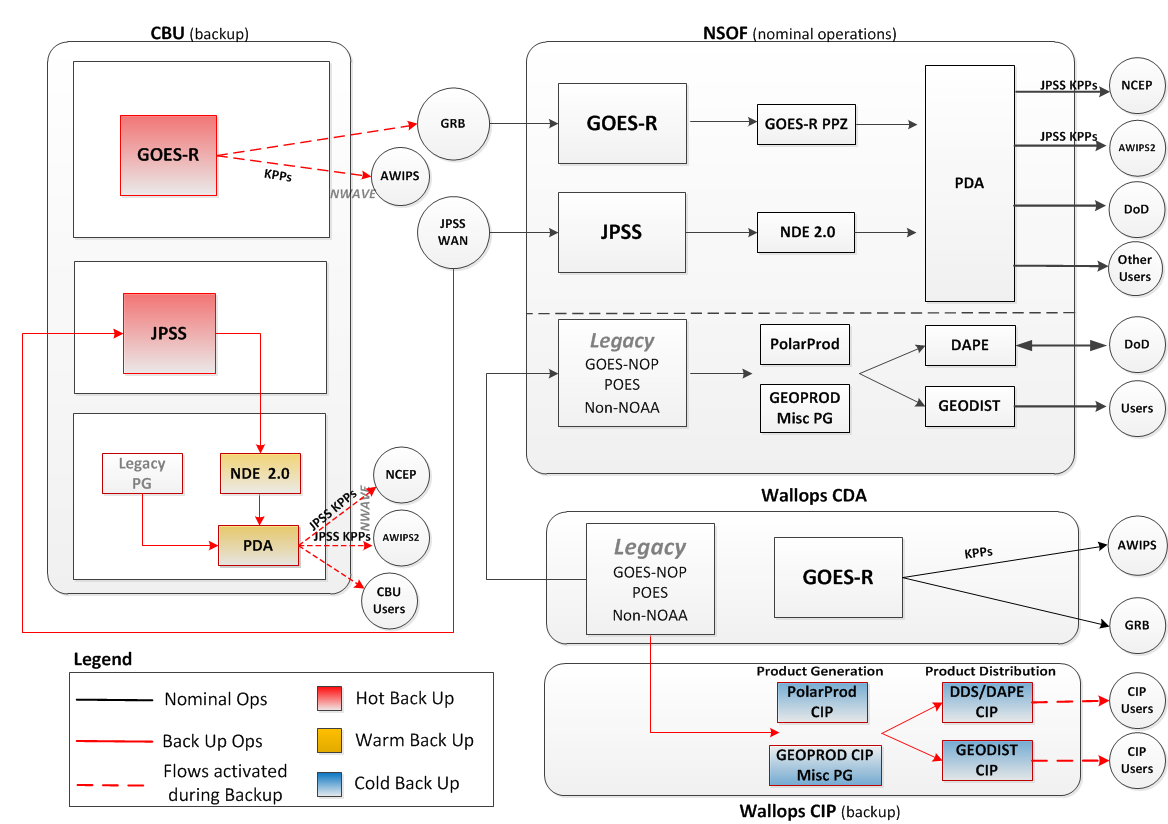 CBU (backup)
GOES-R
KPPs
NWAVE
GRB
AWIPS
JPSS
WAN
JPSS
Legacy
PG
NDE 2.0
PDA
JPSS KPPs
NWAVE
JPSS KPPs
NCEP
AWIPS2
CBU
Users
NSOF (nominal operations)
GOES-R
GOES-R PPZ
JPSS
NDE 2.0
PDA
JPSS KPPs
NCEP
JPSS KPPs
AWIPS2
DoD
Other
Users
Legacy
GOES-NOP
POES
Non-NOAA
PolarProd
GEOPROD
Misc PG
DAPE
GEODIST
DoD
Users
Wallops CDA
Legacy
GOES-NOP
POES
Non-NOAA
GOES-R
KPPs
AWIPS
GRB
Product Generation
Product Distribution
PolarProd
CIP
GEOPROD CIP
Misc PG
DDS/DAPE
CIP
GEODIST
CIP
CIP
Users
CIP
Users
Wallops CIP (backup)
Legend
Nominal Ops
Back Up Ops
Flows activated
during Backup
Hot Back Up
Warm Back Up
Cold Back Up